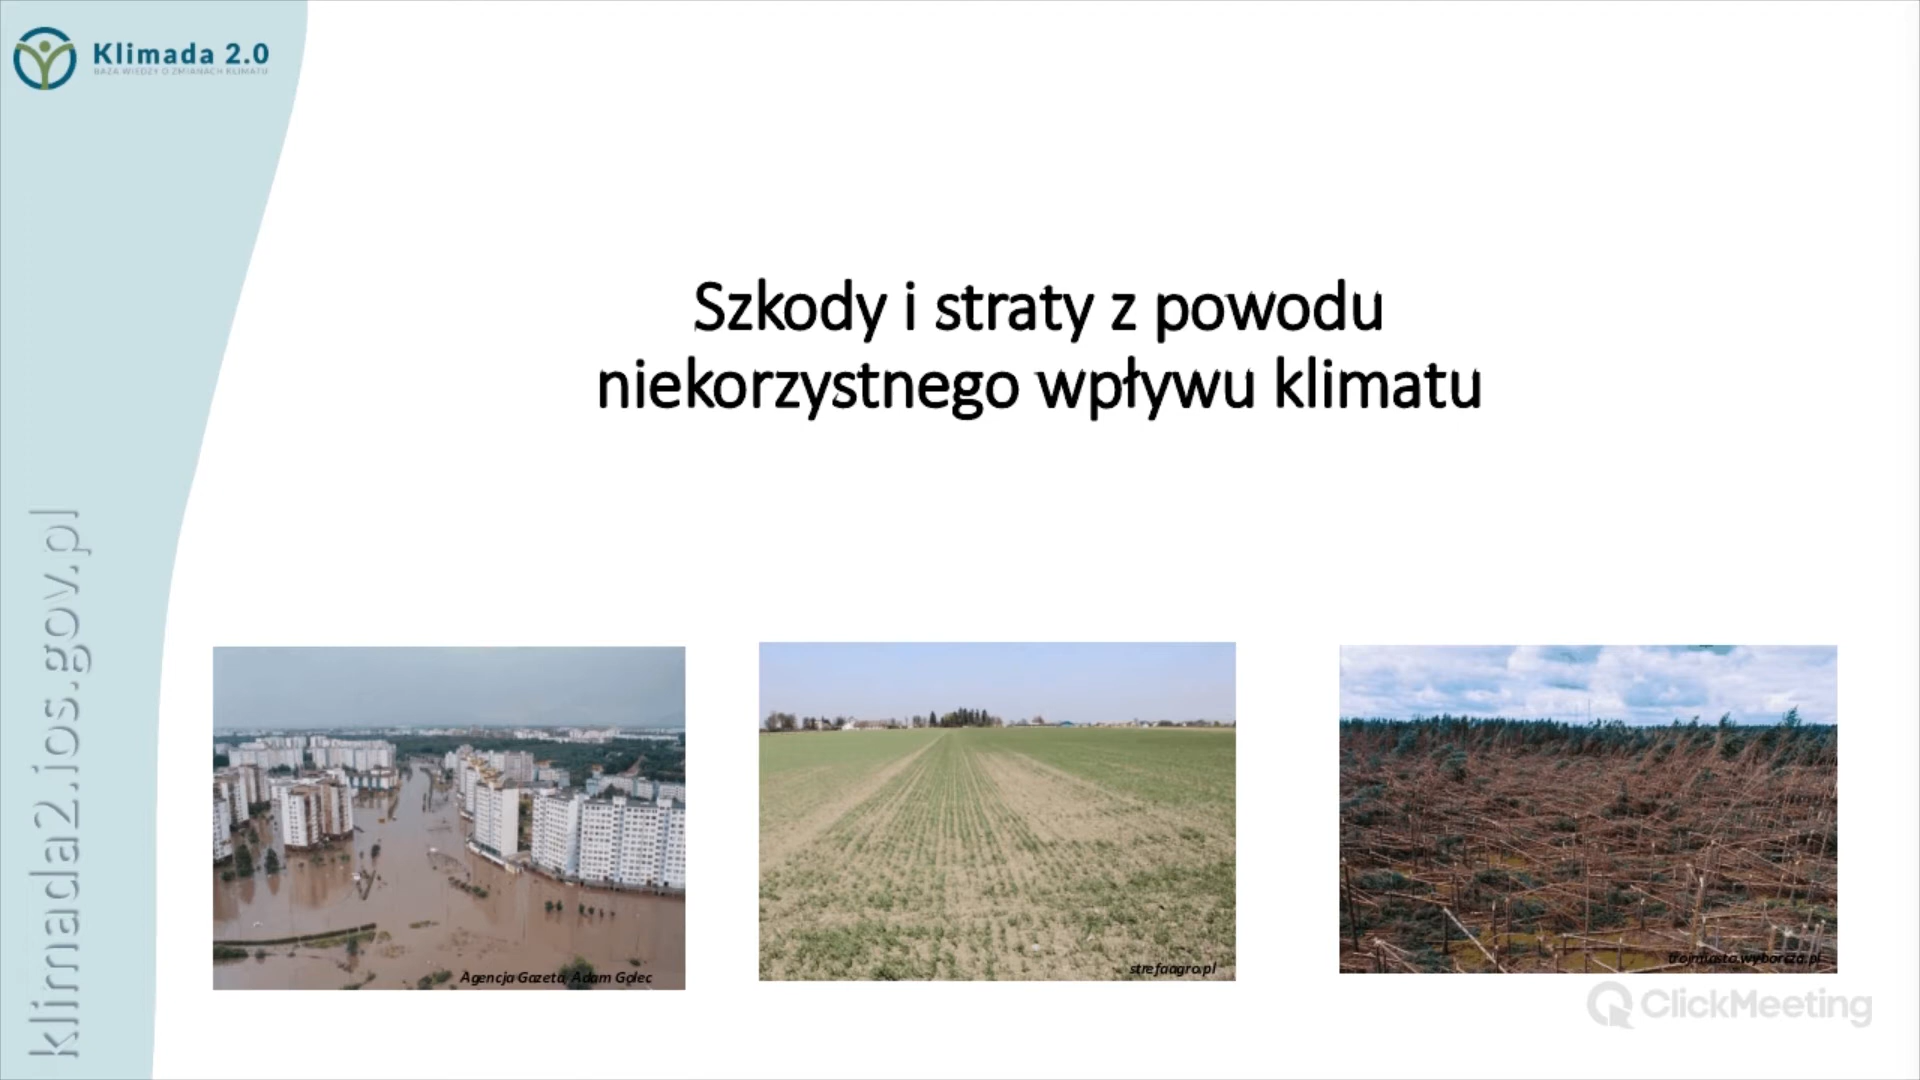 Klimada 2.0
BAZA WIEDZY O ZMIANACH KLIMATU
Szkody i straty z powodu
niekorzystnego wpływu klimatu
klimada2.ios.gov.pl
Agencja Gazeta Adam Golec
strefaagro.pl
trojmiasto.wyborcza.pl
ClickMeeting